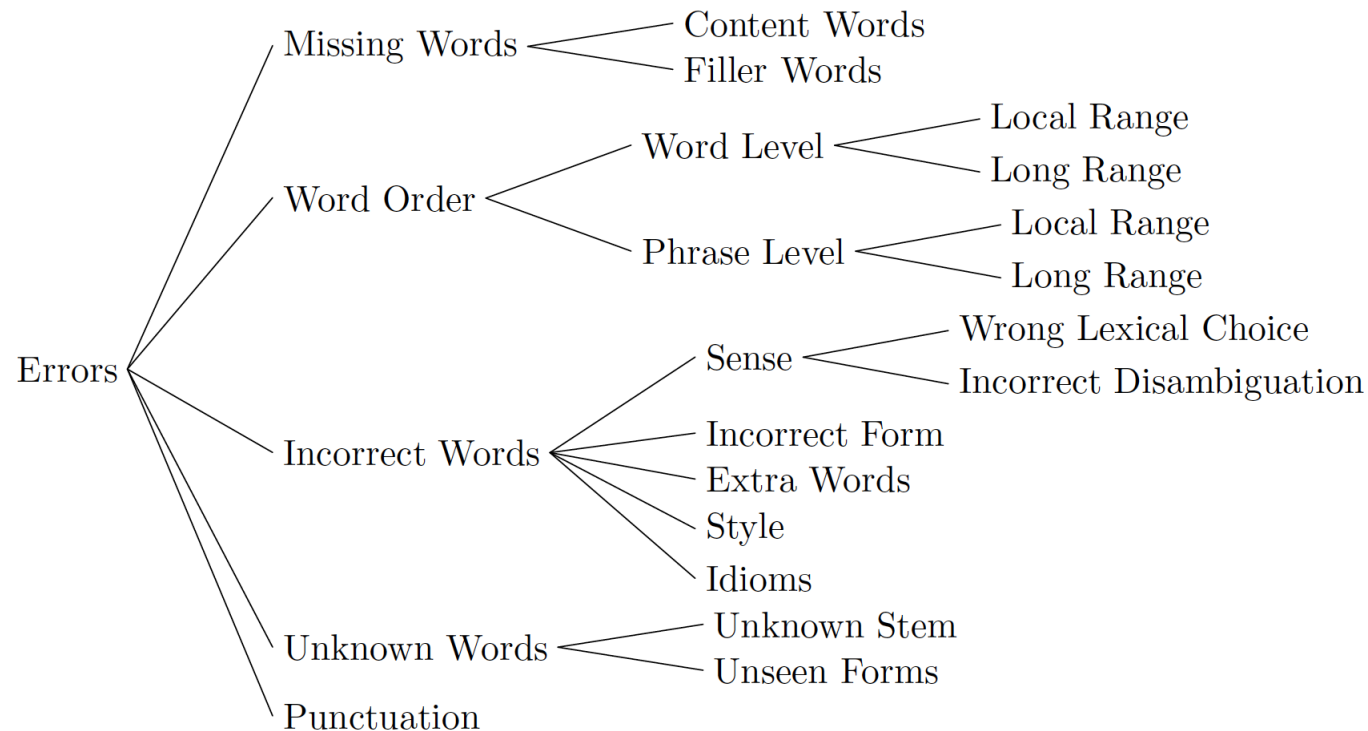 Errors
Missing Words
Content Words
Filler Words
Word Order
Word Level
Local Range
Long Range
Phrase Level
Local Range
Long Range
Incorrect Words
Sense
Wrong Lexical Choice
Incorrect Disambiguation
Incorrect Form
Extra Words
Style
Idioms
Unknown Words
Unknown Stem
Unseen Forms
Punctuation